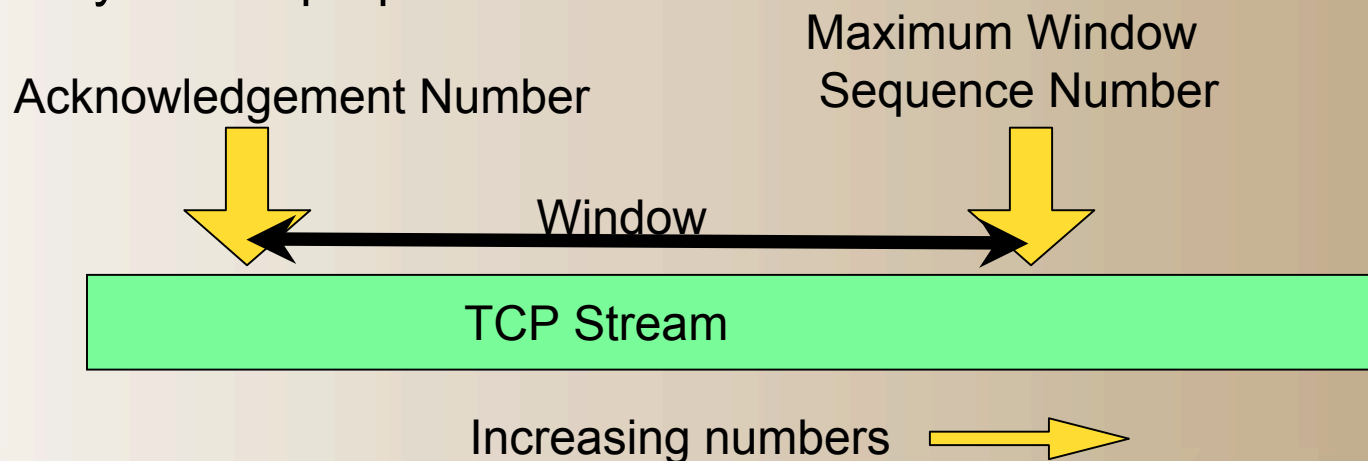 Maximum Window
Acknowledgement Number
Sequence Number
Window
TCP Stream
Increasing numbers